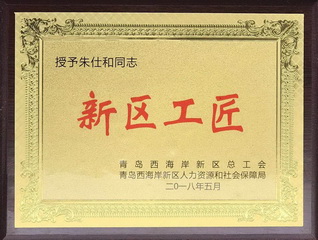 授予朱仕和同志
新区工匠
青岛西海岸新区总工会
青岛西海岸新区人力资源和社会保障局
二〇一八年五月